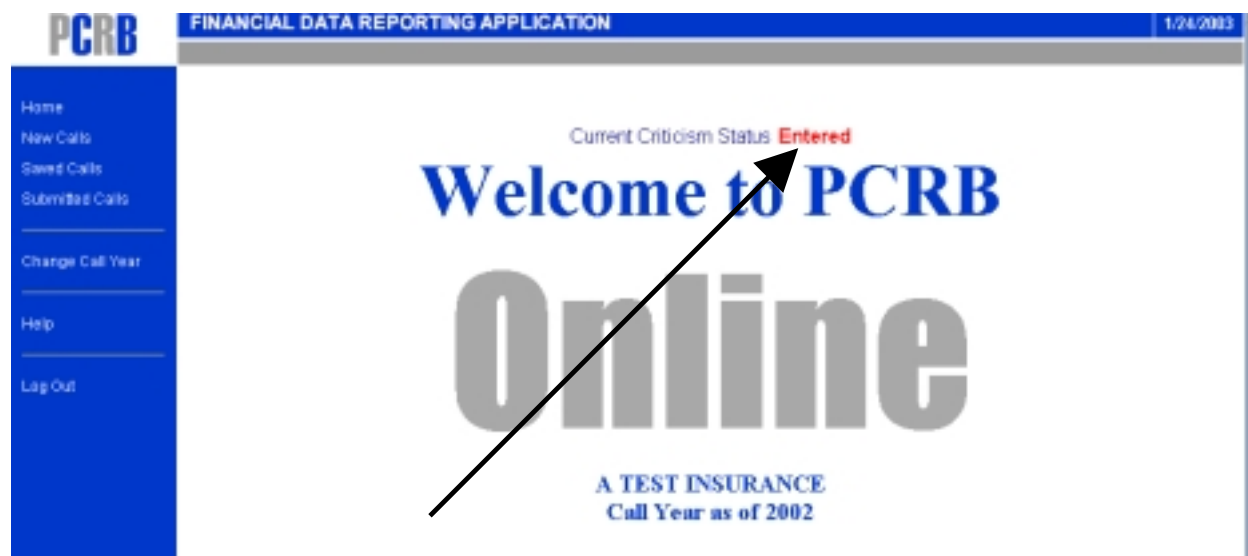 PCRB
FINANCIAL DATA REPORTING APPLICATION
1/24/2003
Home
New Calls
Saved Calls
Submitted Calls
Change Call Year
Help
Log Out
Current Criticism Status Entered
Welcome to PCRB
Online
A TEST INSURANCE
Call Year as of 2002